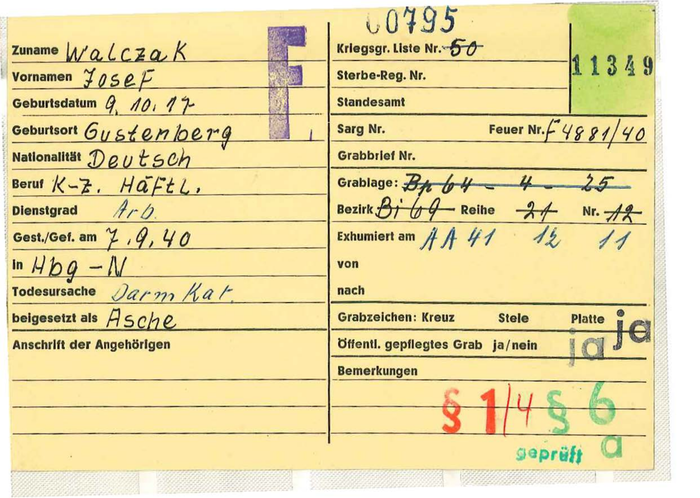 00795
Zuname Walczak
Vornamen Josef
Geburtsdatum 9.10.17
Geburtsort Gustenberg
Nationalität Deutsch
Beruf K-Z. Häftl.
Dienstgrad Arb.
Gest./Gef. am 7.9.40
in Hbg-N
Todesursache Darm Kat.
beigesetzt als Asche
Anschrift der Angehörigen
F
Kriegsgr. Liste Nr. 50
11349
Sterbe-Reg. Nr.
Standesamt
Sarg Nr. Feuer Nr. F 4881/40
Grabbrief Nr.
Grablage: Bp 64 - 4 - 25
Bezirk Bi 69 Reihe 21 Nr. 12
Exhumiert am AA 41 12 11
von
nach
Grabzeichen: Kreuz Stele Platte ja
Öffentl. gepflegtes Grab ja/nein ja
Bemerkungen
§ 1/4 § 6
geprüft a